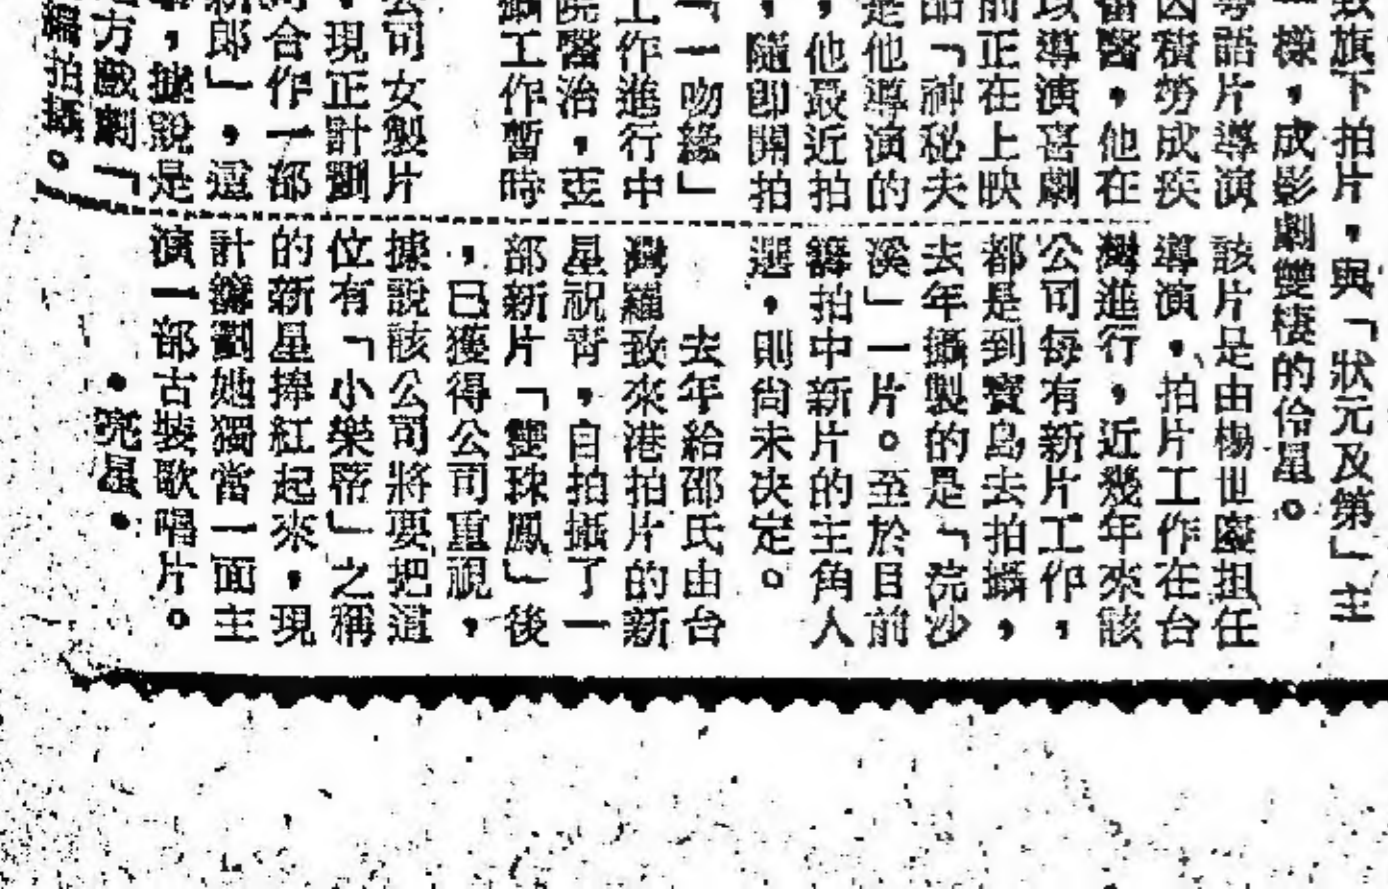 致旗下拍片,與「狀元及第」主
一樣,成影劇雙棲的伶星。
粵語片導演
因積勞成疾
留醫,他在
以導演喜劇
前正在上映
品「神秘夫
是他導演的
,他最近拍
,隨即開拍
「一吻緣」
工作進行中
院醫治,並
攝工作暫時
公司女製片
,現正計劃
合作一部
新郎」,還
,據說是
方戲劇」
編拍攝。
該片是由楊世慶担任
導演,拍片工作在台
灣進行,近幾年來該
公司每有新片工作,
都是到寶島去拍攝,
去年攝製的是「浣沙
溪」一片。至於目前
籌拍中新片的主角人
選,則尚未決定。
去年給邵氏由台
灣羅致來港拍片的新
星祝青,自拍攝了一
部新片「雙珠鳳」後
,已獲得公司重視,
據說該公司將要把這
位有「小樂蒂」之稱
的新星捧紅起來,現
計籌劃她獨當一面主
演一部古裝歌唱片。
•亮星•